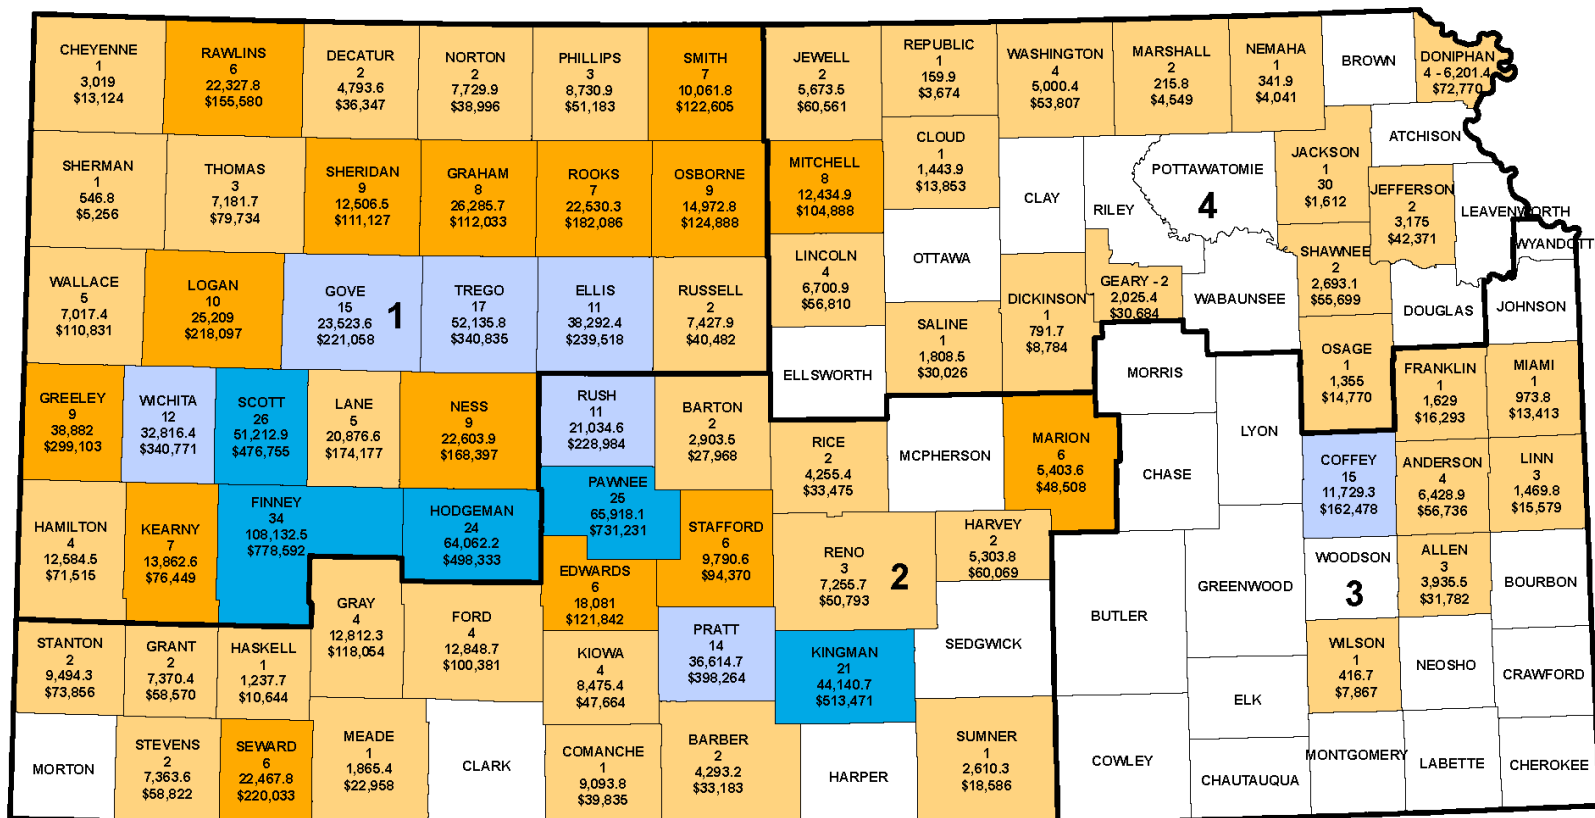 CHEYENNE
1
3,019
$13,124
RAWLINS
6
22,327.8
$155,580
DECATUR
2
4,793.6
$36,347
NORTON
2
7,729.9
$38,996
PHILLIPS
3
8,730.9
$51,183
SMITH
7
10,061.8
$122,605
JEWELL
2
5,673.5
$60,561
REPUBLIC
1
159.9
$3,674
WASHINGTON
4
5,000.4
$53,807
MARSHALL
2
215.8
$4,549
NEMAHA
1
341.9
$4,041
BROWN
DONIPHAN
4 - 6,201.4
$72,770
ATCHISON
SHERMAN
1
546.8
$5,256
THOMAS
3
7,181.7
$79,734
SHERIDAN
9
12,506.5
$111,127
GRAHAM
8
26,285.7
$112,033
ROOKS
7
22,530.3
$182,086
OSBORNE
9
14,972.8
$124,888
MITCHELL
8
12,434.9
$104,888
CLOUD
1
1,443.9
$13,853
CLAY
RILEY
POTTAWATOMIE
4
JACKSON
1
30
$1,612
JEFFERSON
2
3,175
$42,371
LEAVENWORTH
WYANDOTT
WALLACE
5
7,017.4
$110,831
LOGAN
10
25,209
$218,097
GOVE
15
23,523.6
$221,058
1
TREGO
17
52,135.8
$340,835
ELLIS
11
38,292.4
$239,518
RUSSELL
2
7,427.9
$40,482
LINCOLN
4
6,700.9
$56,810
OTTAWA
SALINE
1
1,808.5
$30,026
DICKINSON
1
791.7
$8,784
GEARY - 2
2,025.4
$30,684
WABAUNSEE
SHAWNEE
2
2,693.1
$55,699
DOUGLAS
JOHNSON
GREELEY
9
38,882
$299,103
WICHITA
12
32,816.4
$340,771
SCOTT
26
51,212.9
$476,755
LANE
5
20,876.6
$174,177
NESS
9
22,603.9
$168,397
RUSH
11
21,034.6
$228,984
BARTON
2
2,903.5
$27,968
ELLSWORTH
RICE
2
4,255.4
$33,475
MCPHERSON
MARION
6
5,403.6
$48,508
MORRIS
CHASE
LYON
OSAGE
1
1,355
$14,770
FRANKLIN
1
1,629
$16,293
MIAMI
1
973.8
$13,413
COFFEY
15
11,729.3
$162,478
ANDERSON
4
6,428.9
$56,736
LINN
3
1,469.8
$15,579
HAMILTON
4
12,584.5
$71,515
KEARNY
7
13,862.6
$76,449
FINNEY
34
108,132.5
$778,592
HODGEMAN
24
64,062.2
$498,333
PAWNEE
25
65,918.1
$731,231
EDWARDS
6
18,081
$121,842
STAFFORD
6
9,790.6
$94,370
RENO
3
7,255.7
$50,793
2
HARVEY
2
5,303.8
$60,069
SEDGWICK
BUTLER
GREENWOOD
WOODSON
3
ALLEN
3
3,935.5
$31,782
BOURBON
STANTON
2
9,494.3
$73,856
GRANT
2
7,370.4
$58,570
HASKELL
1
1,237.7
$10,644
GRAY
4
12,812.3
$118,054
FORD
4
12,848.7
$100,381
KIOWA
4
8,475.4
$47,664
PRATT
14
36,614.7
$398,264
KINGMAN
21
44,140.7
$513,471
WILSON
1
416.7
$7,867
NEOSHO
CRAWFORD
ELK
MORTON
STEVENS
2
7,363.6
$58,822
SEWARD
6
22,467.8
$220,033
MEADE
1
1,865.4
$22,958
CLARK
COMANCHE
1
9,093.8
$39,835
BARBER
2
4,293.2
$33,183
HARPER
SUMNER
1
2,610.3
$18,586
COWLEY
CHAUTAUQUA
MONTGOMERY
LABETTE
CHEROKEE